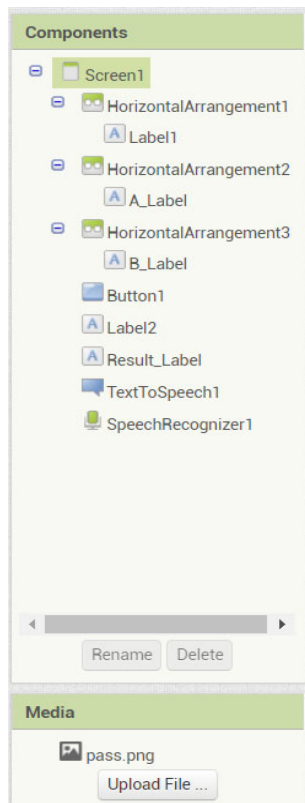 Components
Screen1
HorizontalArrangement1
A Label1
HorizontalArrangement2
A A_Label
HorizontalArrangement3
A B_Label
Button1
A Label2
A Result_Label
TextToSpeech1
SpeechRecognizer1
Rename Delete
Media
pass.png
Upload File ...